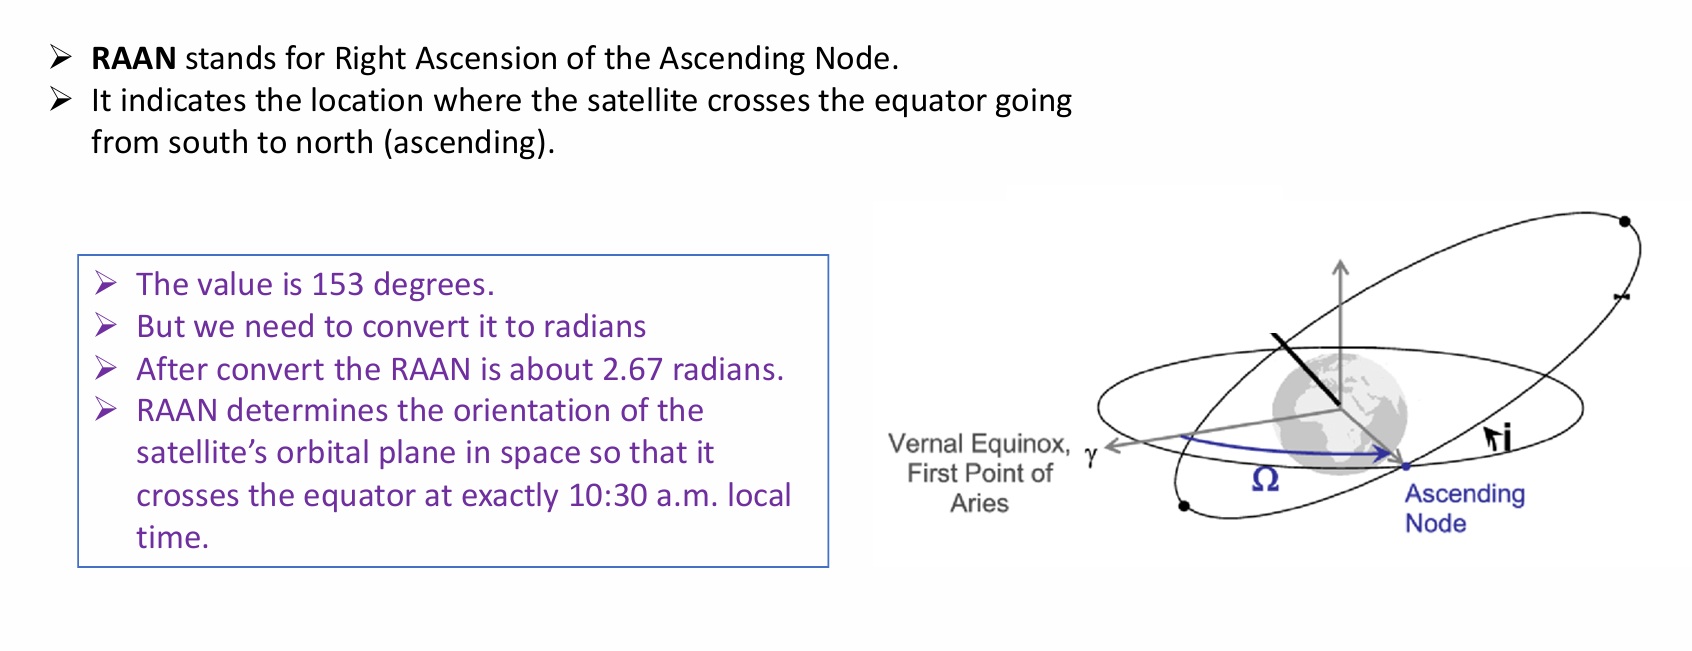 ➢ RAAN stands for Right Ascension of the Ascending Node.
➢ It indicates the location where the satellite crosses the equator going
from south to north (ascending).
➢ The value is 153 degrees.
➢ But we need to convert it to radians
➢ After convert the RAAN is about 2.67 radians.
➢ RAAN determines the orientation of the
satellite’s orbital plane in space so that it
crosses the equator at exactly 10:30 a.m. local
time.
Vernal Equinox, γ
First Point of
Aries
Ω
i
Ascending
Node